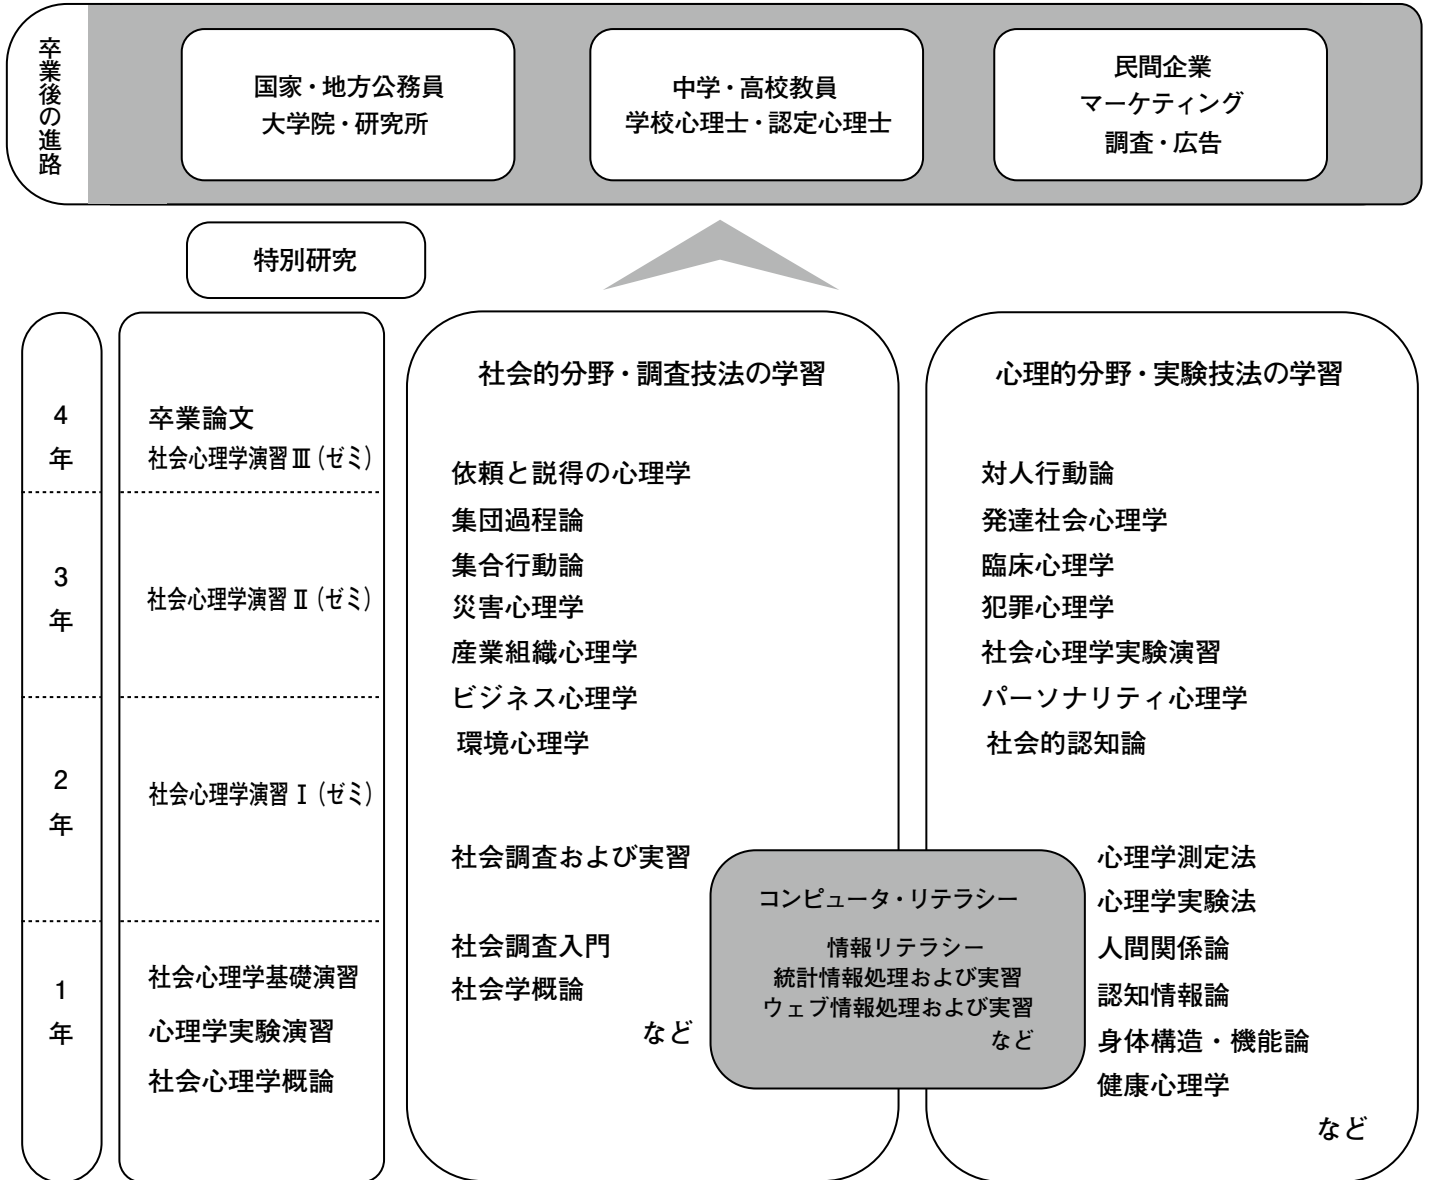 卒業後の進路
国家・地方公務員
大学院・研究所
中学・高校教員
学校心理士・認定心理士
民間企業
マーケティング
調査・広告
特別研究
4
年
卒業論文
社会心理学演習Ⅲ（ゼミ）
3
年
社会心理学演習Ⅱ（ゼミ）
2
年
社会心理学演習Ⅰ（ゼミ）
1
年
社会心理学基礎演習
心理学実験演習
社会心理学概論
社会的分野・調査技法の学習
依頼と説得の心理学
集団過程論
集合行動論
災害心理学
産業組織心理学
ビジネス心理学
環境心理学
社会調査および実習
社会調査入門
社会学概論
など
コンピュータ・リテラシー
情報リテラシー
統計情報処理および実習
ウェブ情報処理および実習
など
心理的分野・実験技法の学習
対人行動論
発達社会心理学
臨床心理学
犯罪心理学
社会心理学実験演習
パーソナリティ心理学
社会的認知論
心理学測定法
心理学実験法
人間関係論
認知情報論
身体構造・機能論
健康心理学
など